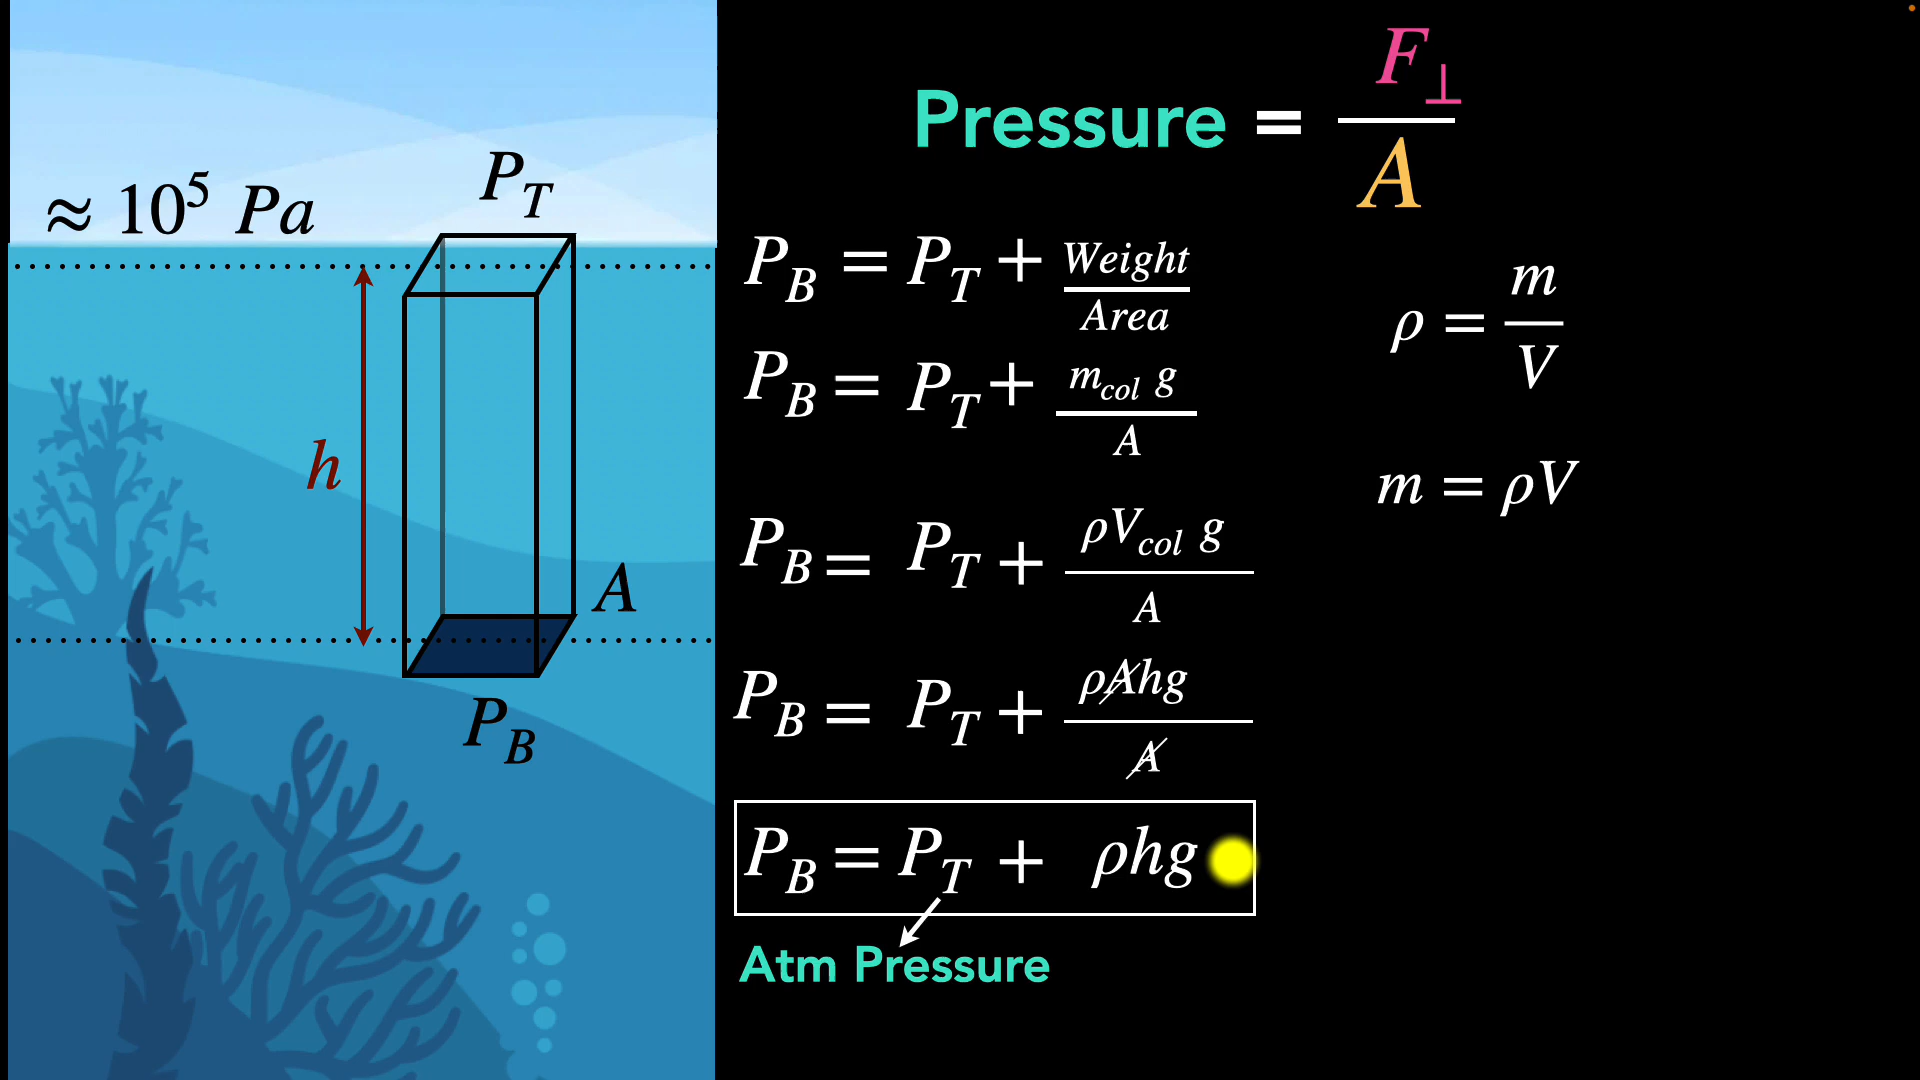 ≈ 10⁵ Pa
P_T
h
A
P_B
Pressure = F_⊥ / A
P_B = P_T + Weight / Area
P_B = P_T + m_col g / A
P_B = P_T + ρV_col g / A
P_B = P_T + ρAhg / A
P_B = P_T + ρhg
Atm Pressure
ρ = m / V
m = ρV